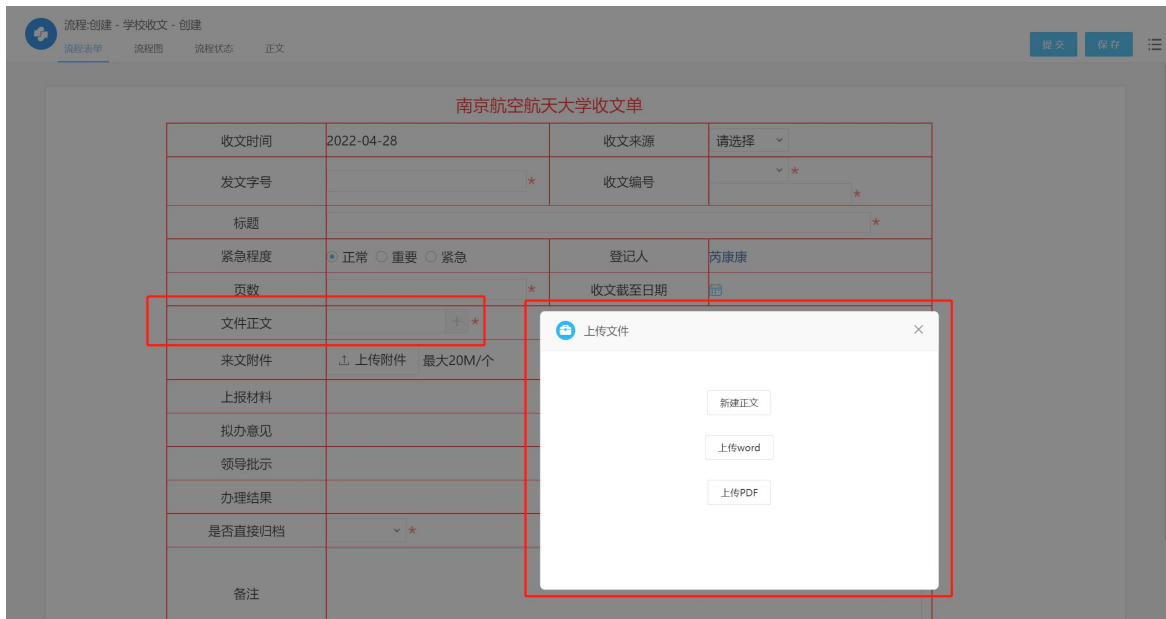 流程:创建 - 学校收文 - 创建
流程表单 流程图 流程状态 正文
提交 保存
南京航空航天大学收文单
收文时间 2022-04-28 收文来源 请选择
发文字号 * 收文编号 *
*
标题 *
紧急程度 正常 重要 紧急 登记人 芮康康
页数 * 收文截至日期
文件正文 + *
来文附件 上传附件 最大20M/个
上报材料
拟办意见
领导批示
办理结果
是否直接归档 *
备注
上传文件
新建正文
上传word
上传PDF